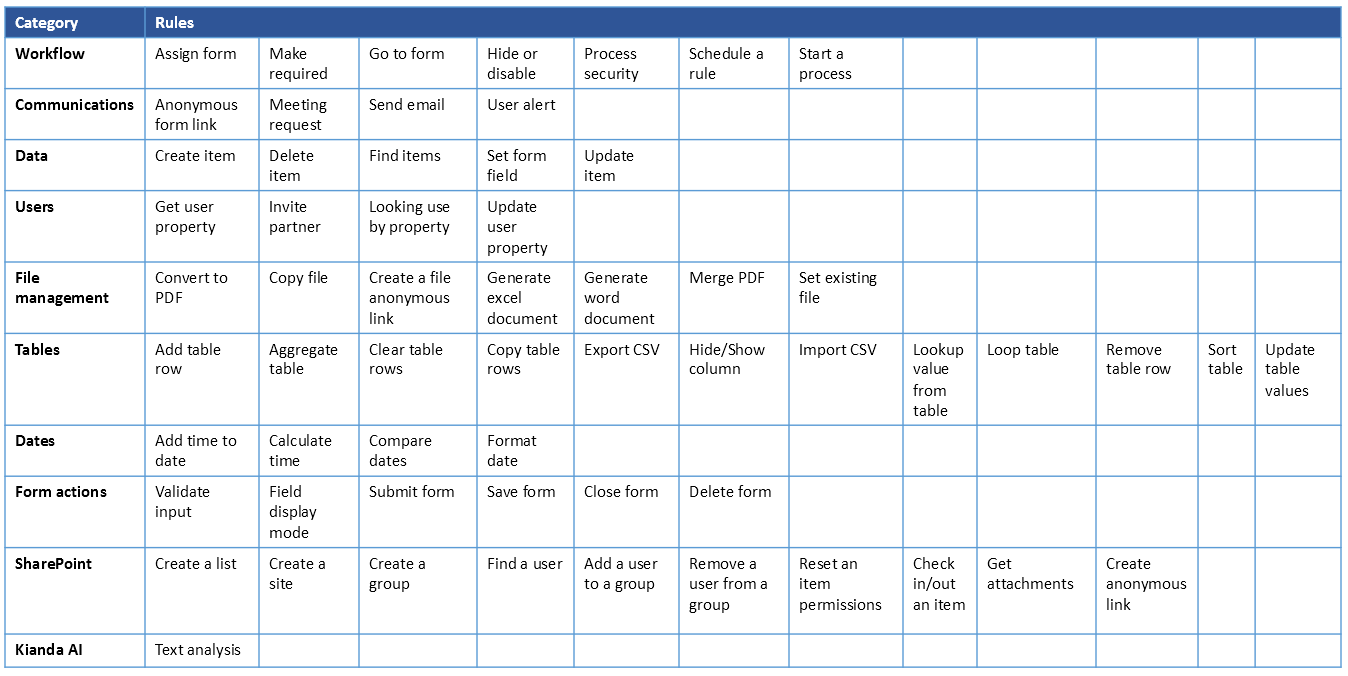 Category Rules
Workflow Assign form Make required Go to form Hide or disable Process security Schedule a rule Start a process
Communications Anonymous form link Meeting request Send email User alert
Data Create item Delete item Find items Set form field Update item
Users Get user property Invite partner Looking use by property Update user property
File management Convert to PDF Copy file Create a file anonymous link Generate excel document Generate word document Merge PDF Set existing file
Tables Add table row Aggregate table Clear table rows Copy table rows Export CSV Hide/Show column Import CSV Lookup value from table Loop table Remove table row Sort table Update table values
Dates Add time to date Calculate time Compare dates Format date
Form actions Validate input Field display mode Submit form Save form Close form Delete form
SharePoint Create a list Create a site Create a group Find a user Add a user to a group Remove a user from a group Reset an item permissions Check in/out an item Get attachments Create anonymous link
Kianda AI Text analysis